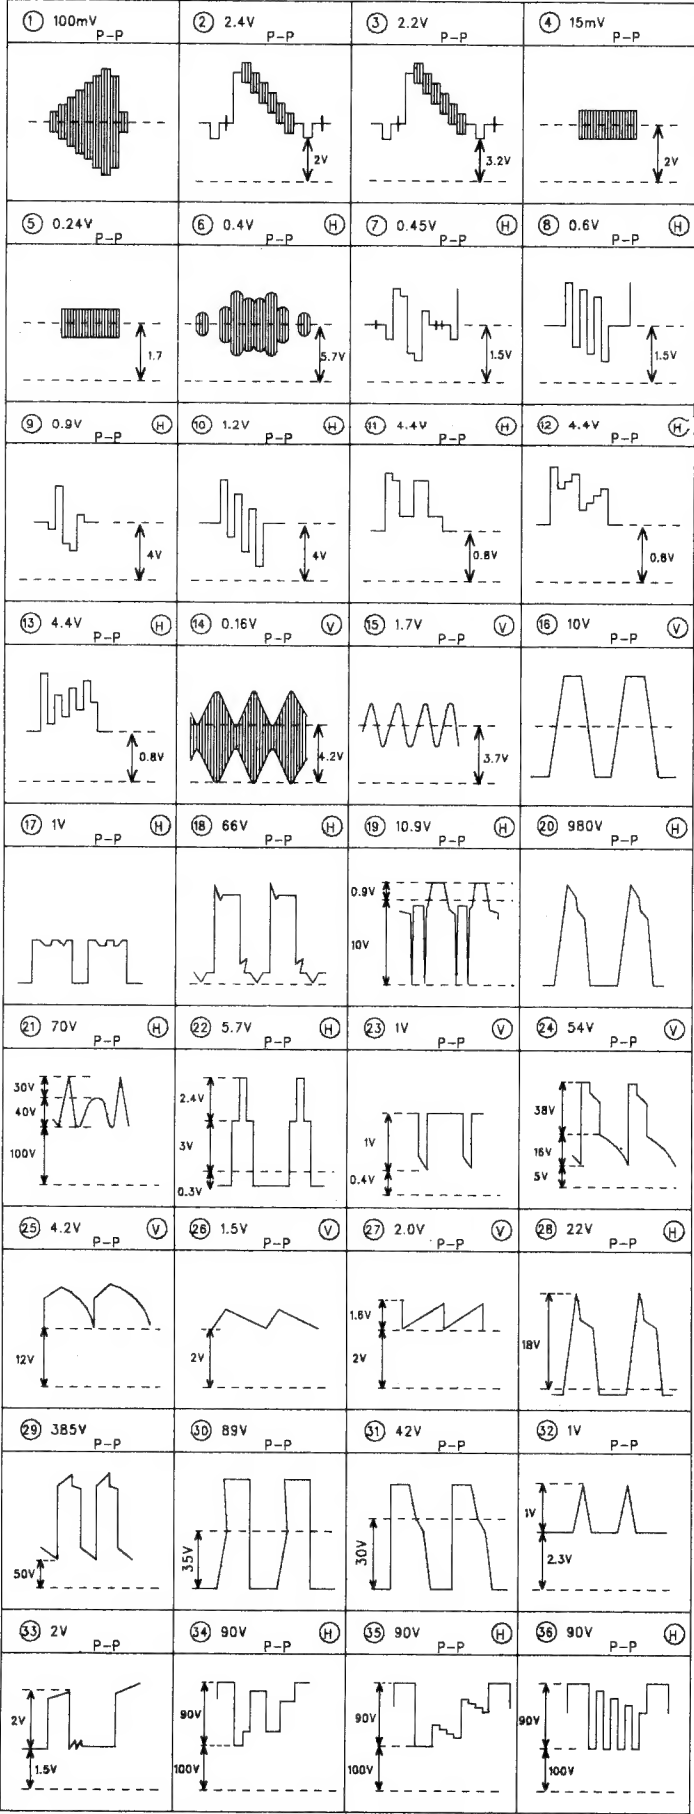 ① 100mV P-P
② 2.4V P-P
③ 2.2V P-P
④ 15mV P-P
2V
3.2V
2V
⑤ 0.24V P-P
⑥ 0.4V P-P Ⓗ
⑦ 0.45V P-P Ⓗ
⑧ 0.6V P-P Ⓗ
1.7
5.7V
1.5V
1.5V
⑨ 0.9V P-P Ⓗ
⑩ 1.2V P-P Ⓗ
⑪ 4.4V P-P Ⓗ
⑫ 4.4V P-P Ⓗ
4V
4V
0.8V
0.8V
⑬ 4.4V P-P Ⓗ
⑭ 0.16V P-P Ⓥ
⑮ 1.7V P-P Ⓥ
⑯ 10V P-P Ⓥ
0.8V
4.2V
3.7V
⑰ 1V P-P Ⓗ
⑱ 66V P-P Ⓗ
⑲ 10.9V P-P Ⓗ
⑳ 980V P-P Ⓗ
0.9V
10V
㉑ 70V P-P Ⓗ
㉒ 5.7V P-P Ⓗ
㉓ 1V P-P Ⓥ
㉔ 54V P-P Ⓥ
30V
40V
100V
2.4V
3V
0.3V
1V
0.4V
38V
16V
5V
㉕ 4.2V P-P Ⓥ
㉖ 1.5V P-P Ⓥ
㉗ 2.0V P-P Ⓥ
㉘ 22V P-P Ⓗ
12V
2V
1.6V
2V
18V
㉙ 385V P-P
㉚ 89V P-P
㉛ 42V P-P
㉜ 1V P-P
50V
35V
30V
1V
2.3V
㉝ 2V P-P
㉞ 90V P-P Ⓗ
㉟ 90V P-P Ⓗ
㊱ 90V P-P Ⓗ
2V
1.5V
90V
100V
90V
100V
90V
100V